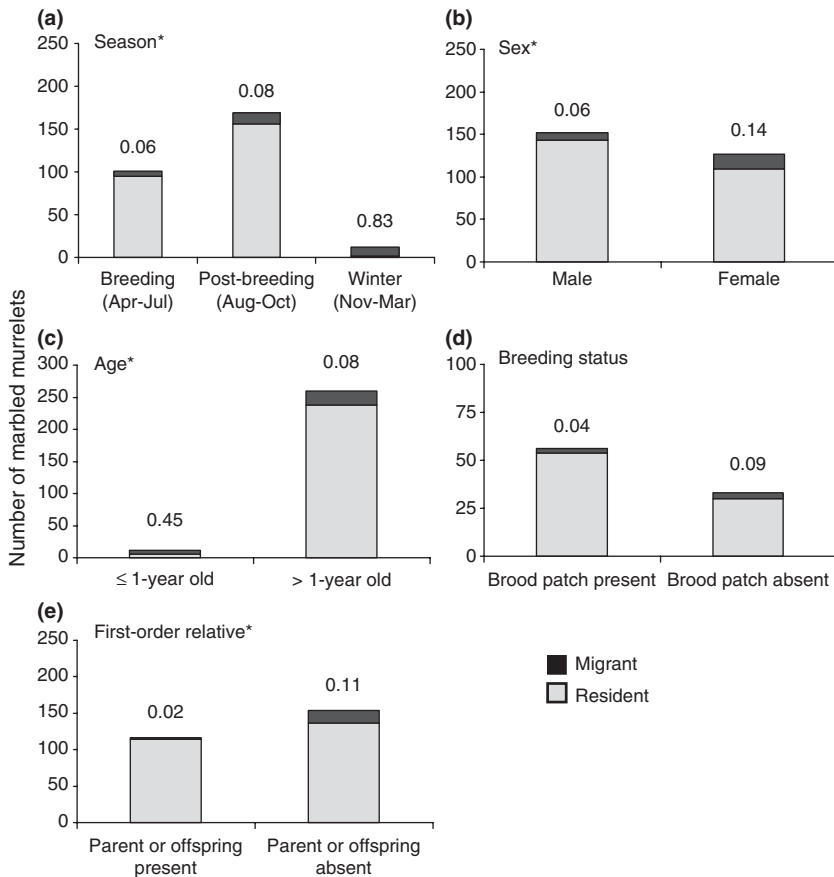 (a)
Season*
250
200
150
100
50
0
0.06
0.08
0.83
Breeding
(Apr-Jul)
Post-breeding
(Aug-Oct)
Winter
(Nov-Mar)
(b)
Sex*
250
200
150
100
50
0
0.06
0.14
Male
Female
Number of marbled murrelets
(c)
Age*
300
250
200
150
100
50
0
0.45
0.08
≤ 1-year old
> 1-year old
(d)
Breeding status
100
75
50
25
0.04
0.09
Brood patch present
Brood patch absent
(e)
First-order relative*
250
200
150
100
50
0
0.02
0.11
Parent or offspring
present
Parent or offspring
absent
Migrant
Resident